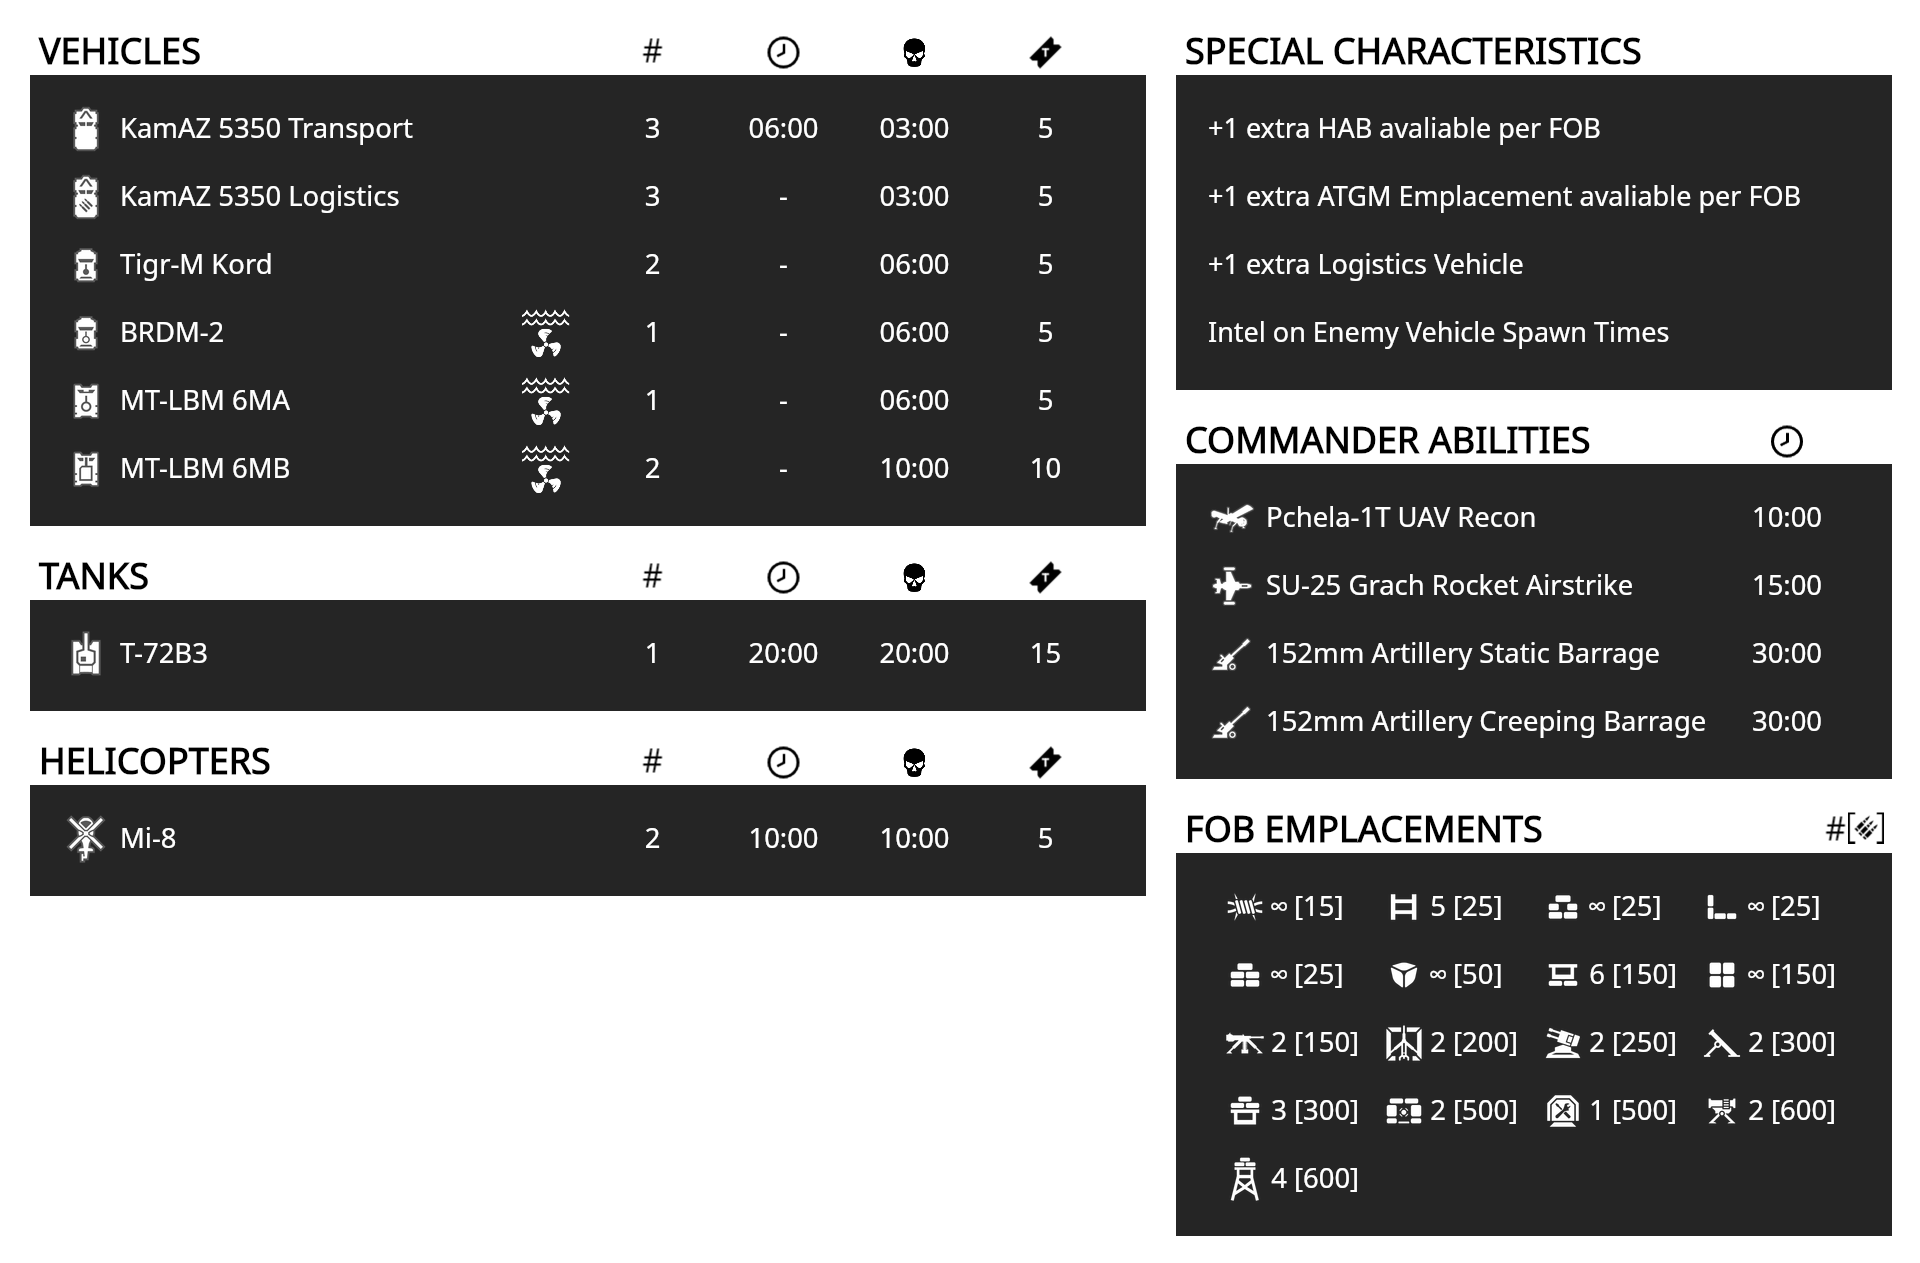 VEHICLES #
KamAZ 5350 Transport 3 06:00 03:00 5
KamAZ 5350 Logistics 3 - 03:00 5
Tigr-M Kord 2 - 06:00 5
BRDM-2 1 - 06:00 5
MT-LBM 6MA 1 - 06:00 5
MT-LBM 6MB 2 - 10:00 10
TANKS #
T-72B3 1 20:00 20:00 15
HELICOPTERS #
Mi-8 2 10:00 10:00 5
SPECIAL CHARACTERISTICS
+1 extra HAB avaliable per FOB
+1 extra ATGM Emplacement avaliable per FOB
+1 extra Logistics Vehicle
Intel on Enemy Vehicle Spawn Times
COMMANDER ABILITIES
Pchela-1T UAV Recon 10:00
SU-25 Grach Rocket Airstrike 15:00
152mm Artillery Static Barrage 30:00
152mm Artillery Creeping Barrage 30:00
FOB EMPLACEMENTS #[]
∞ [15] 5 [25] ∞ [25] ∞ [25]
∞ [25] ∞ [50] 6 [150] ∞ [150]
2 [150] 2 [200] 2 [250] 2 [300]
3 [300] 2 [500] 1 [500] 2 [600]
4 [600]